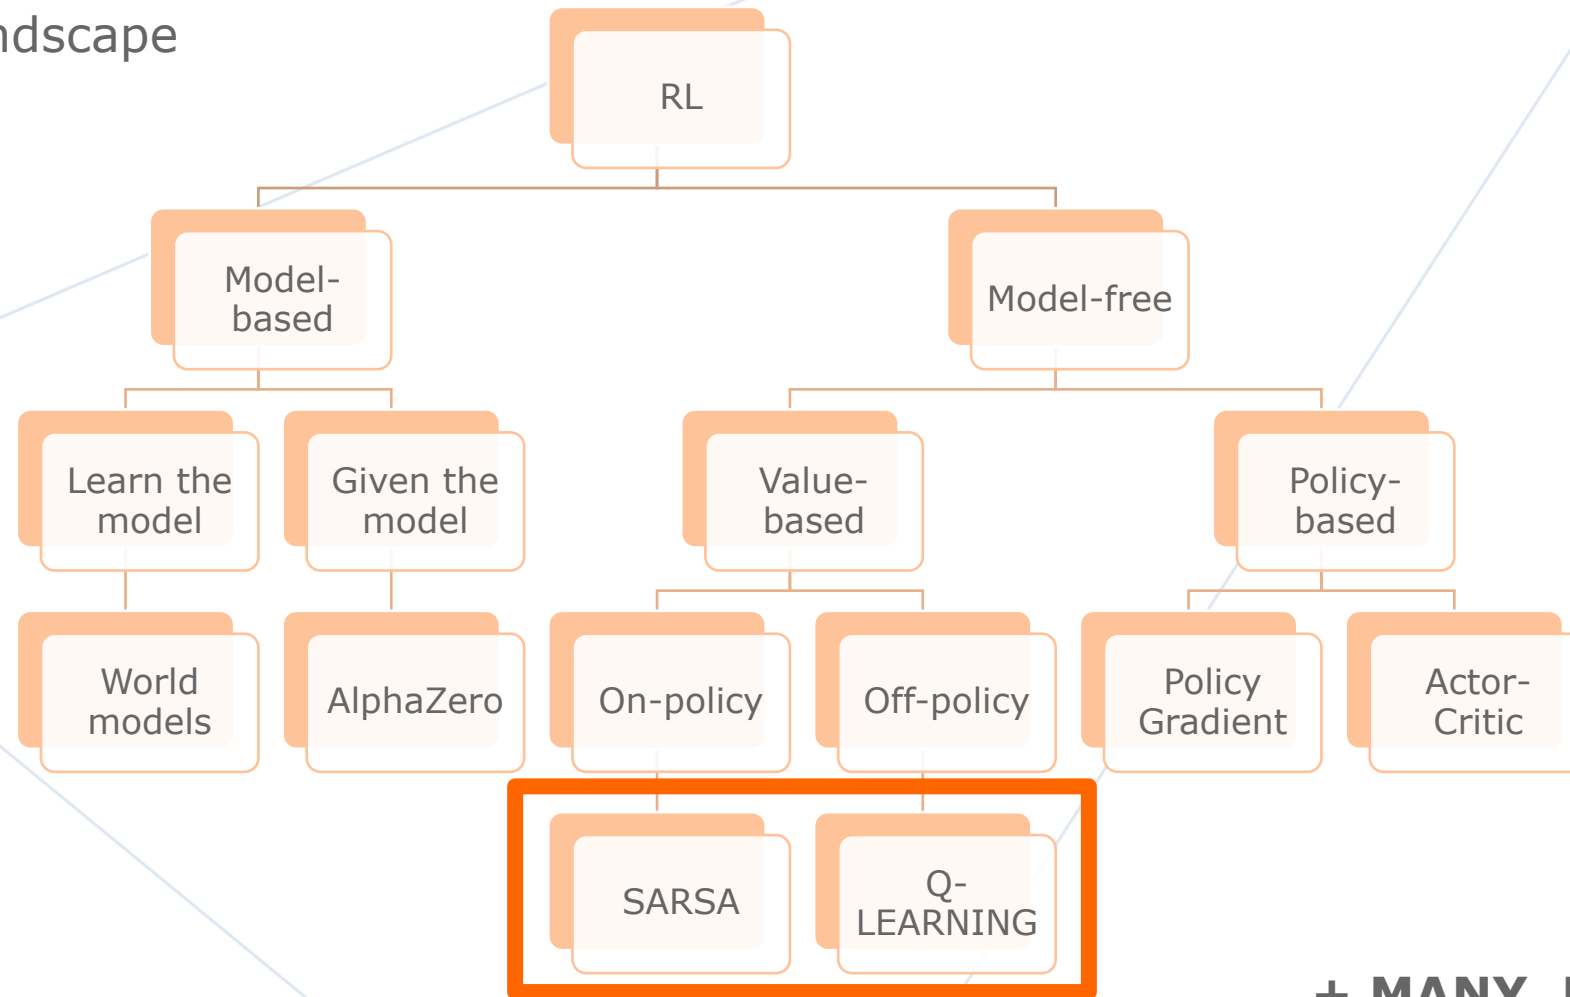 ndscape
RL
Model-
based
Model-free
Learn the
model
Given the
model
Value-
based
Policy-
based
World
models
AlphaZero
On-policy
Off-policy
Policy
Gradient
Actor-
Critic
SARSA
Q-
LEARNING
+ MANY